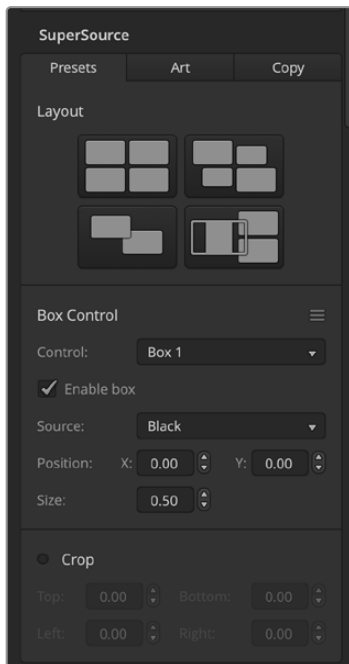 SuperSource
Presets Art Copy
Layout
Box Control
Control: Box 1
Enable box
Source: Black
Position: X: 0.00 Y: 0.00
Size: 0.50
Crop
Top: 0.00 Bottom: 0.00
Left: 0.00 Right: 0.00